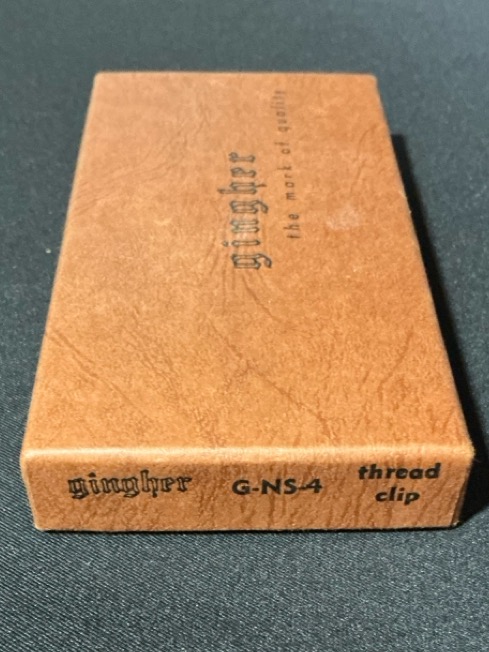 gingher
the mark of quality
gingher G-NS-4 thread
clip